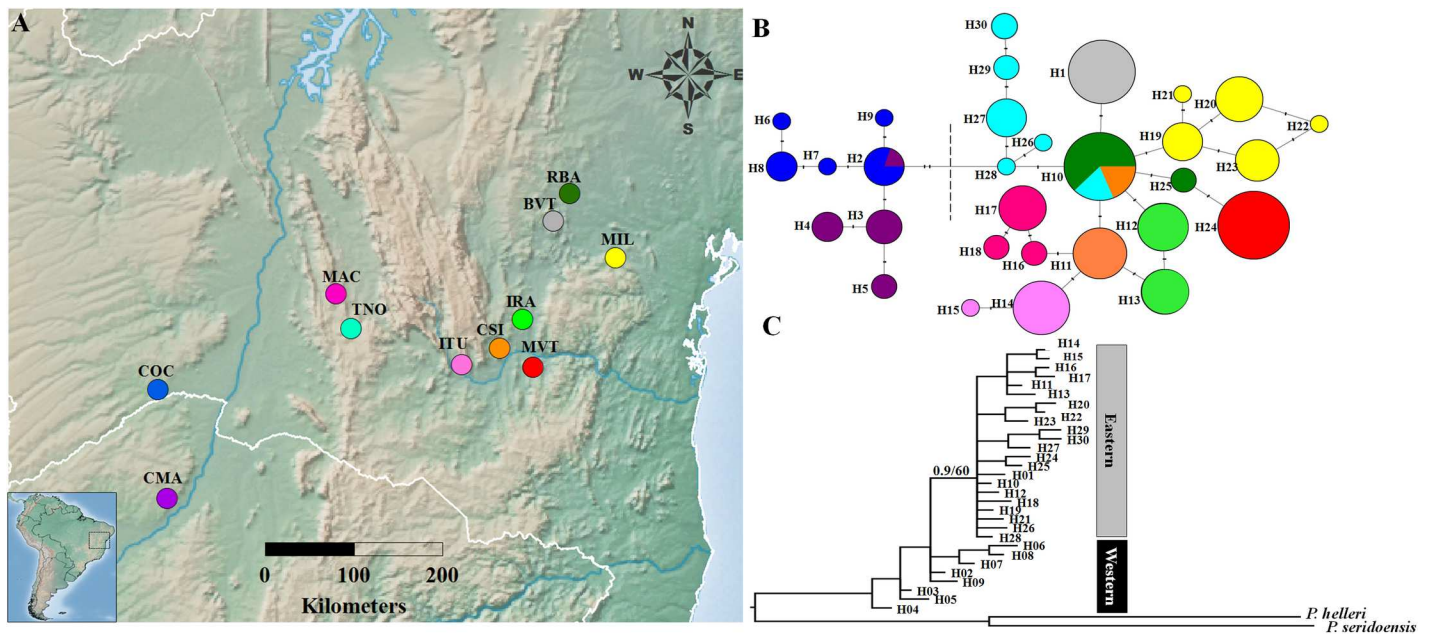 A
N
W
E
S
RBA
BVT
MIL
MAC
TNO
IRA
CSI
ITU
MVT
COC
CMA
0 100 200
Kilometers
B
H30
H29
H27
H26
H28
H1
H21
H20
H19
H22
H23
H6
H9
H7
H2
H8
H10
H25
H24
H17
H12
H4
H3
H18
H16
H11
H13
H5
H15
H14
C
H14
H15
H16
H17
H11
H13
H20
H22
H23
H29
H30
H27
H24
H25
0.9/60
H01
H10
H12
H18
H19
H21
H26
H28
H06
H08
H07
H02
H09
H03
H05
H04
Eastern
Western
P. helleri
P. seridoensis